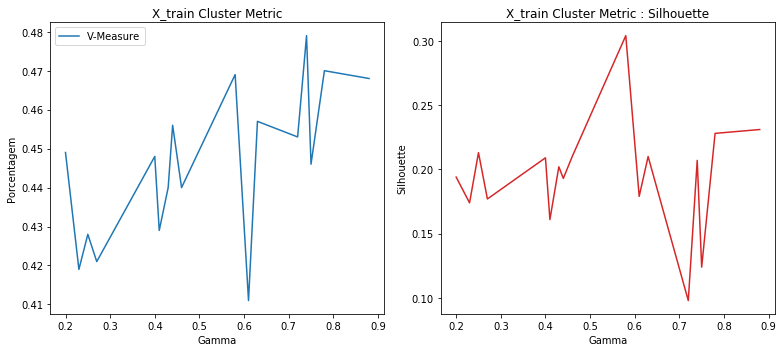 X_train Cluster Metric
V-Measure
Porcentagem
0.48
0.47
0.46
0.45
0.44
0.43
0.42
0.41
0.2 0.3 0.4 0.5 0.6 0.7 0.8 0.9
Gamma
X_train Cluster Metric : Silhouette
Silhouette
0.30
0.25
0.20
0.15
0.10
0.2 0.3 0.4 0.5 0.6 0.7 0.8 0.9
Gamma